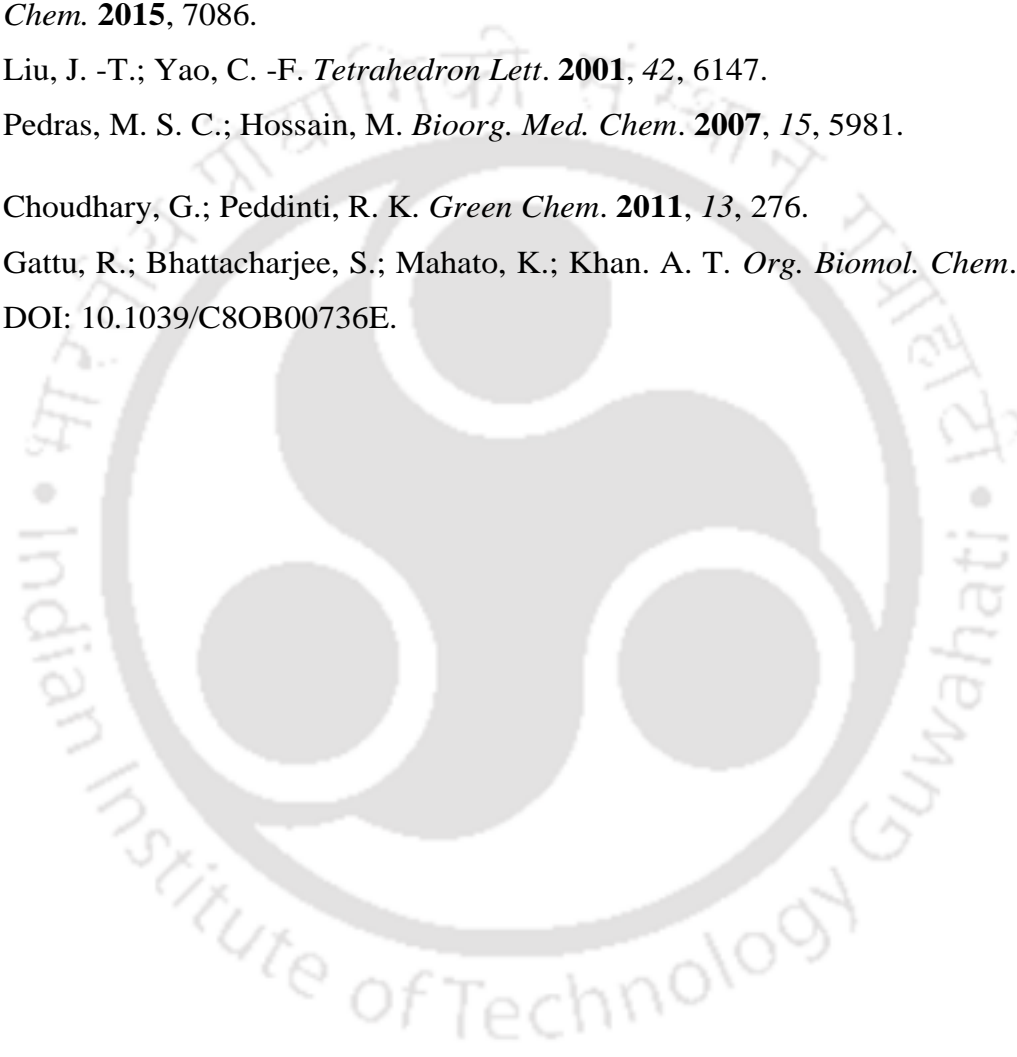 Chem. 2015, 7086.
Liu, J. -T.; Yao, C. -F. Tetrahedron Lett. 2001, 42, 6147.
Pedras, M. S. C.; Hossain, M. Bioorg. Med. Chem. 2007, 15, 5981.
Choudhary, G.; Peddinti, R. K. Green Chem. 2011, 13, 276.
Gattu, R.; Bhattacharjee, S.; Mahato, K.; Khan. A. T. Org. Biomol. Chem.
DOI: 10.1039/C8OB00736E.
Indian Institute of Technology Guwahati